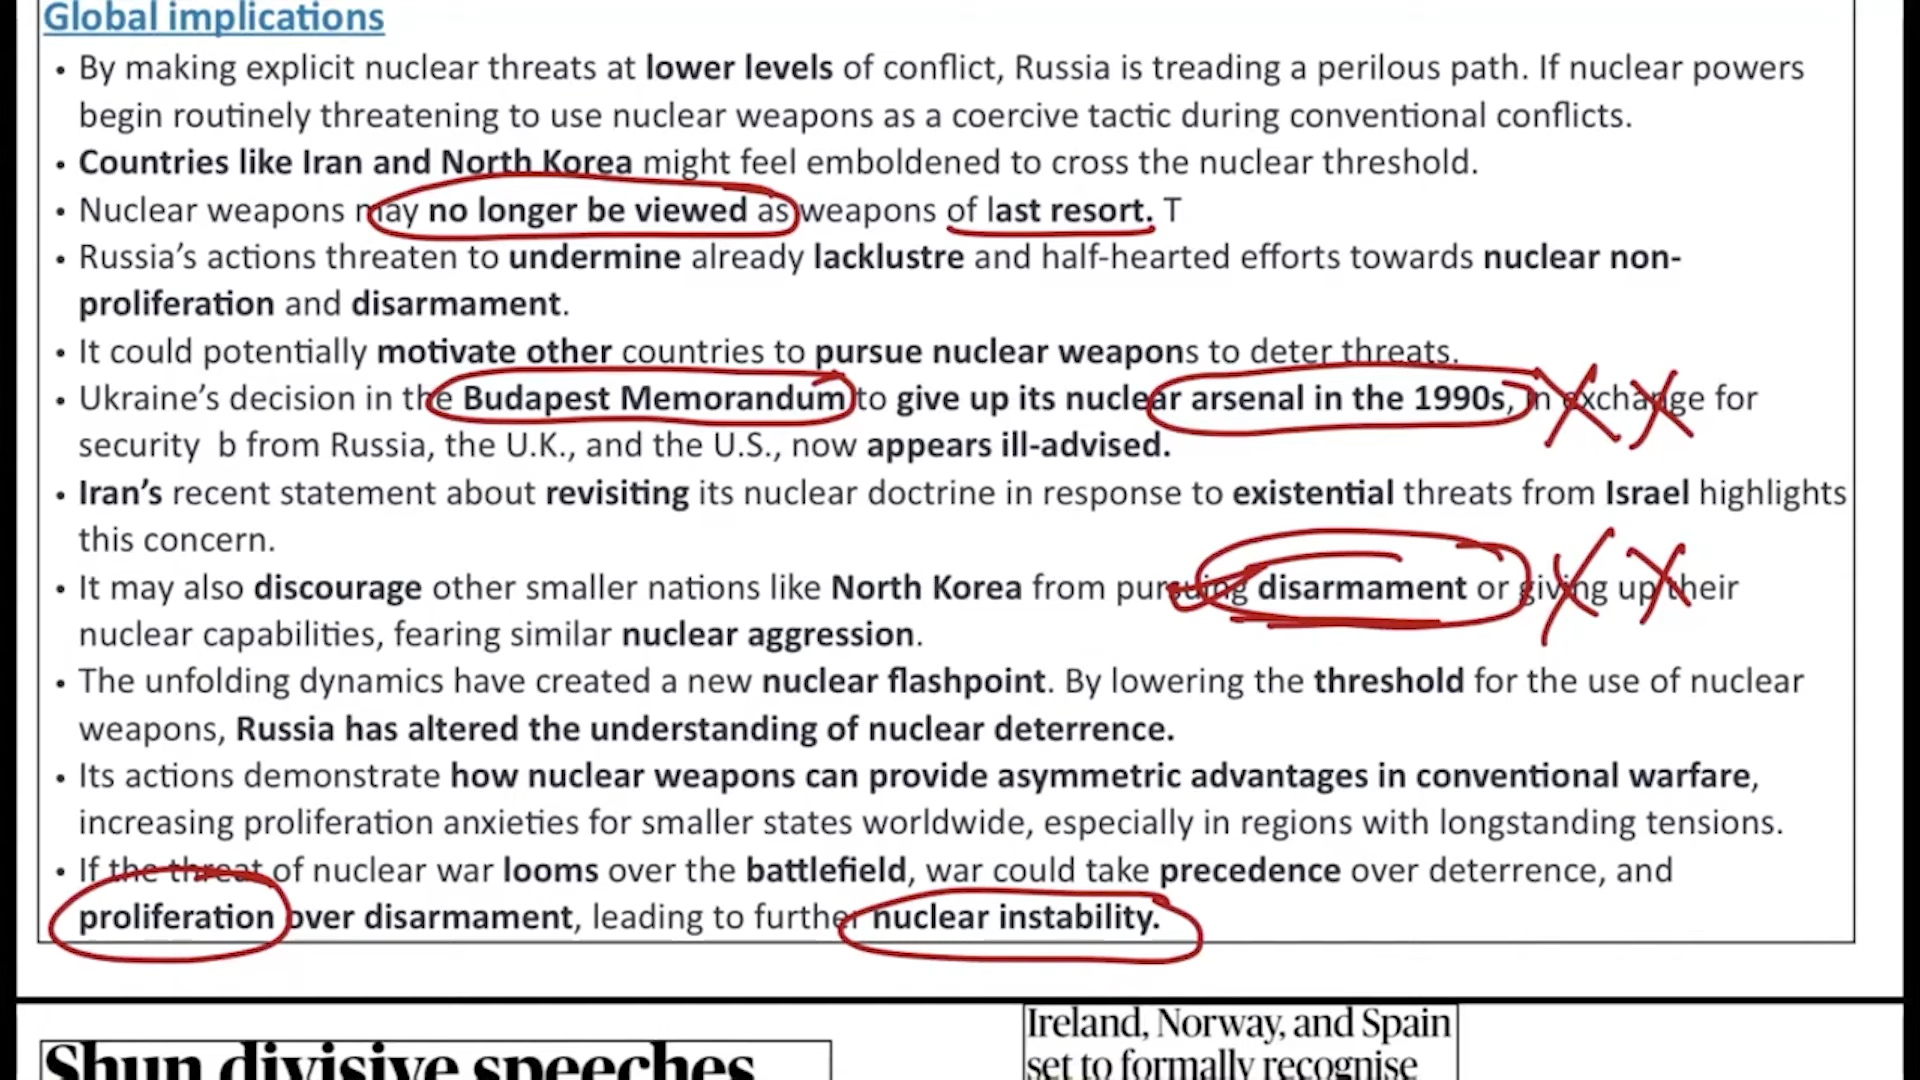 Global implications
• By making explicit nuclear threats at lower levels of conflict, Russia is treading a perilous path. If nuclear powers
begin routinely threatening to use nuclear weapons as a coercive tactic during conventional conflicts.
• Countries like Iran and North Korea might feel emboldened to cross the nuclear threshold.
• Nuclear weapons may no longer be viewed as weapons of last resort. T
• Russia’s actions threaten to undermine already lacklustre and half-hearted efforts towards nuclear non-
proliferation and disarmament.
• It could potentially motivate other countries to pursue nuclear weapons to deter threats.
• Ukraine’s decision in the Budapest Memorandum to give up its nuclear arsenal in the 1990s, in exchange for
security  b from Russia, the U.K., and the U.S., now appears ill-advised.
• Iran’s recent statement about revisiting its nuclear doctrine in response to existential threats from Israel highlights
this concern.
• It may also discourage other smaller nations like North Korea from pursuing disarmament or giving up their
nuclear capabilities, fearing similar nuclear aggression.
• The unfolding dynamics have created a new nuclear flashpoint. By lowering the threshold for the use of nuclear
weapons, Russia has altered the understanding of nuclear deterrence.
• Its actions demonstrate how nuclear weapons can provide asymmetric advantages in conventional warfare,
increasing proliferation anxieties for smaller states worldwide, especially in regions with longstanding tensions.
• If the threat of nuclear war looms over the battlefield, war could take precedence over deterrence, and
proliferation over disarmament, leading to further nuclear instability.
Shun divisive speeches
Ireland, Norway, and Spain
set to formally recognise